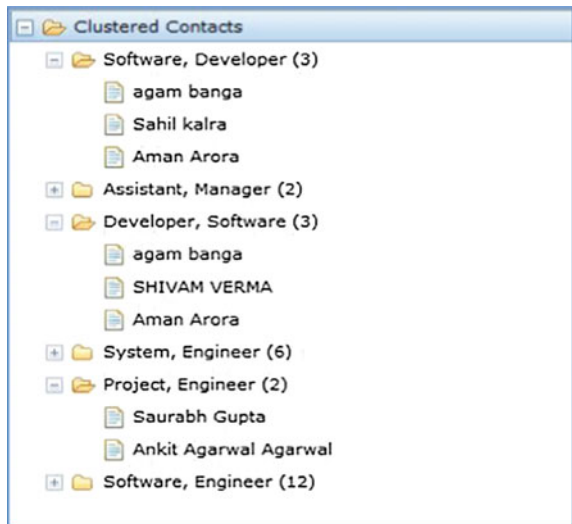 Clustered Contacts
Software, Developer (3)
agam banga
Sahil kalra
Aman Arora
Assistant, Manager (2)
Developer, Software (3)
agam banga
SHIVAM VERMA
Aman Arora
System, Engineer (6)
Project, Engineer (2)
Saurabh Gupta
Ankit Agarwal Agarwal
Software, Engineer (12)